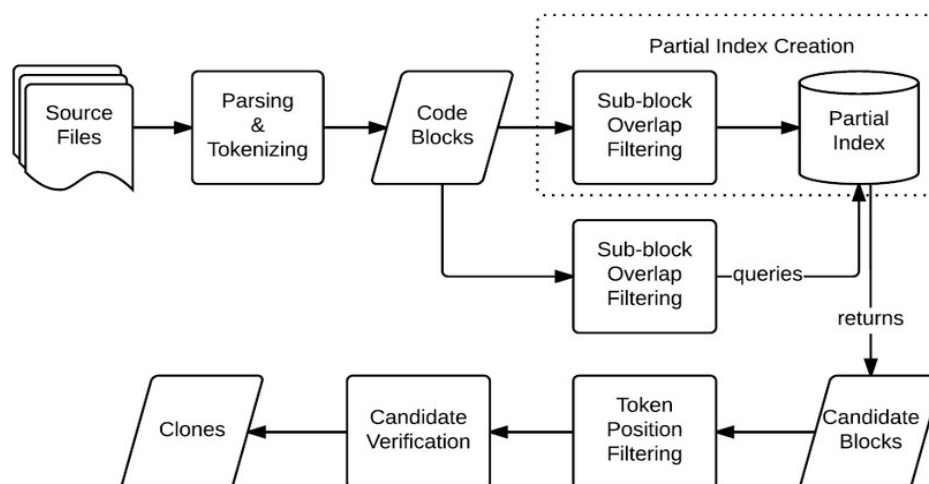 Partial Index Creation
Source
Files
Parsing
&
Tokenizing
Code
Blocks
Sub-block
Overlap
Filtering
Partial
Index
Sub-block
Overlap
Filtering
queries
returns
Clones
Candidate
Verification
Token
Position
Filtering
Candidate
Blocks